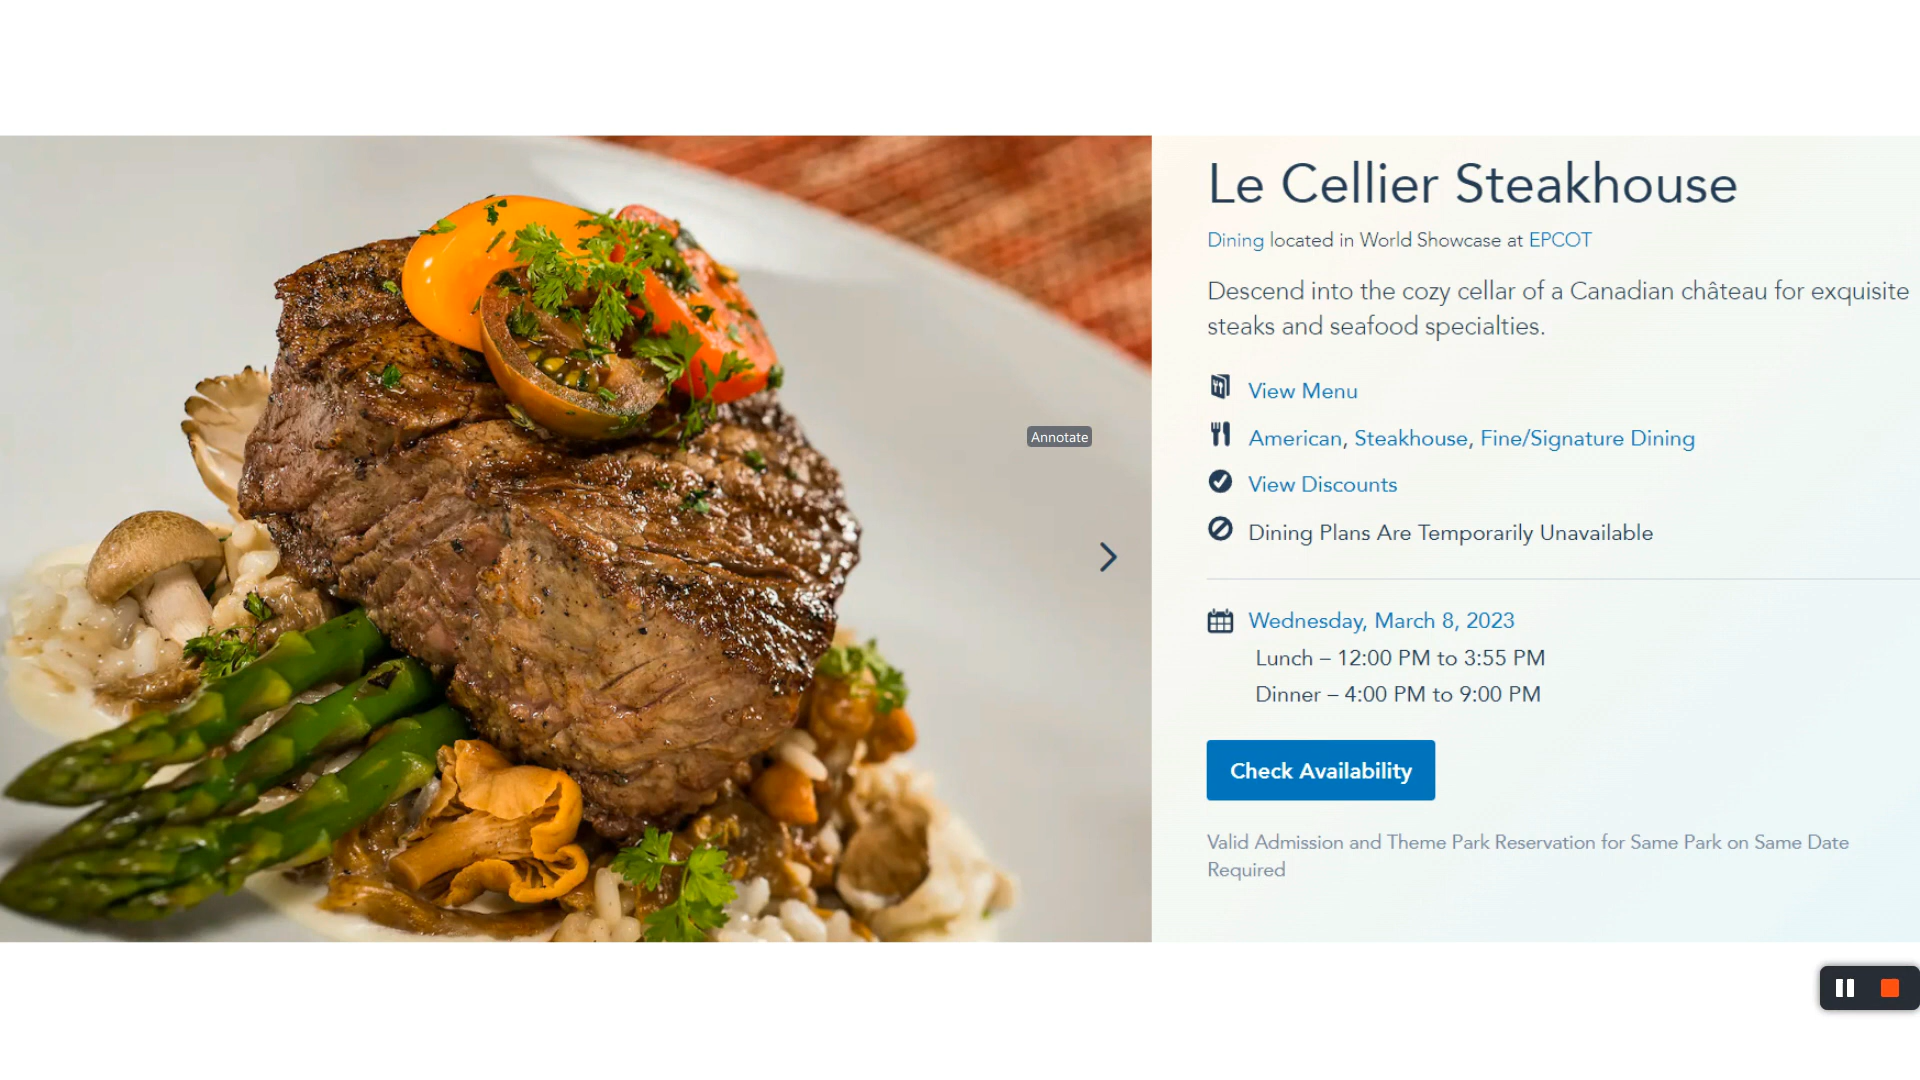 Le Cellier Steakhouse
Dining located in World Showcase at EPCOT
Descend into the cozy cellar of a Canadian château for exquisite
steaks and seafood specialties.
Annotate
View Menu
American, Steakhouse, Fine/Signature Dining
View Discounts
Dining Plans Are Temporarily Unavailable
Wednesday, March 8, 2023
Lunch – 12:00 PM to 3:55 PM
Dinner – 4:00 PM to 9:00 PM
Check Availability
Valid Admission and Theme Park Reservation for Same Park on Same Date
Required